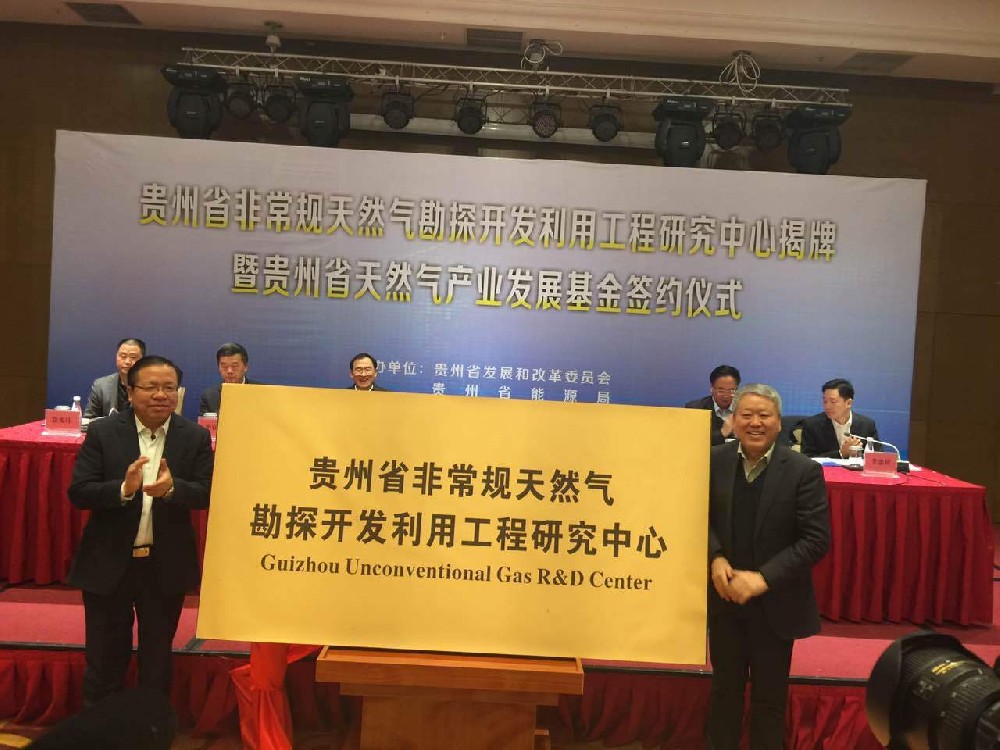 贵州省非常规天然气勘探开发利用工程研究中心揭牌
暨贵州省天然气产业发展基金签约仪式
办单位：贵州省发展和改革委员会
贵州省能源局
贵州省非常规天然气
勘探开发利用工程研究中心
Guizhou Unconventional Gas R&D Center